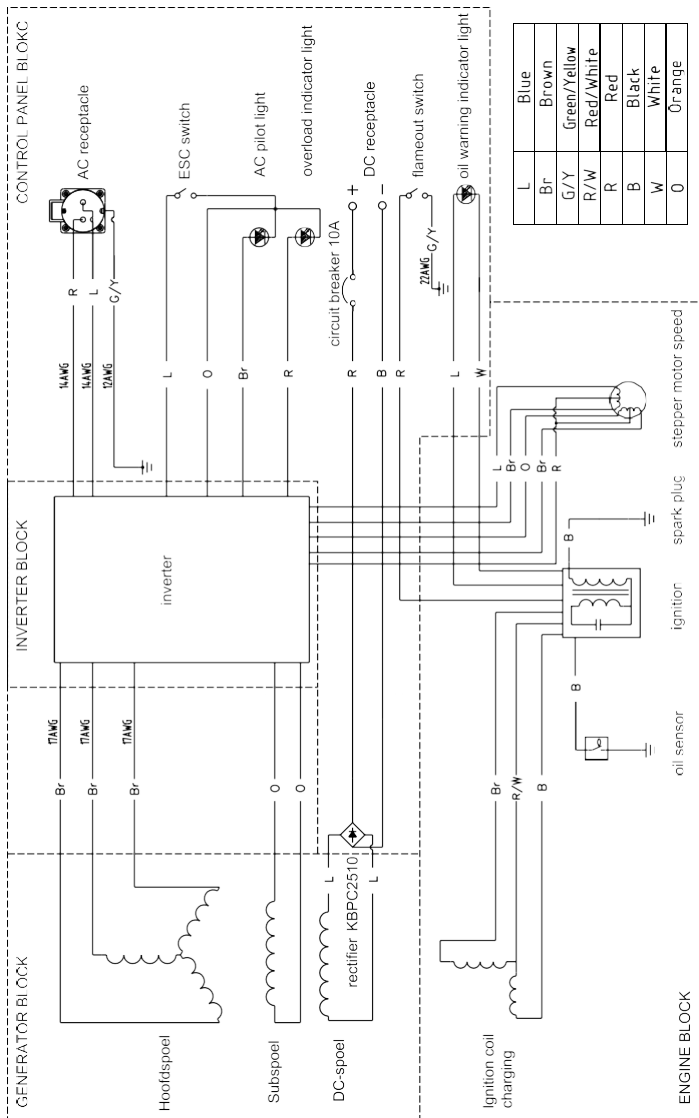 CONTROL PANEL BLOKC
AC receptacle
ESC switch
AC pilot light
overload indicator light
circuit breaker 10A
+
DC receptacle
−
flameout switch
oil warning indicator light
R
L
G/Y
14AWG
14AWG
12AWG
L
O
Br
R
R
B
R
22AWG
G/Y
L
W
L Blue
Br Brown
G/Y Green/Yellow
R/W Red/White
R Red
B Black
W White
O Orange
INVERTER BLOCK
inverter
L
Br
O
Br
R
stepper motor speed
B
spark plug
ignition
B
oil sensor
17AWG
17AWG
17AWG
Br
Br
Br
O
O
Br
R/W
B
GENERATOR BLOCK
Hoofdspoel
Subspoel
DC-spoel
L
L
rectifier KBPC2510
Ignition coil
charging
ENGINE BLOCK